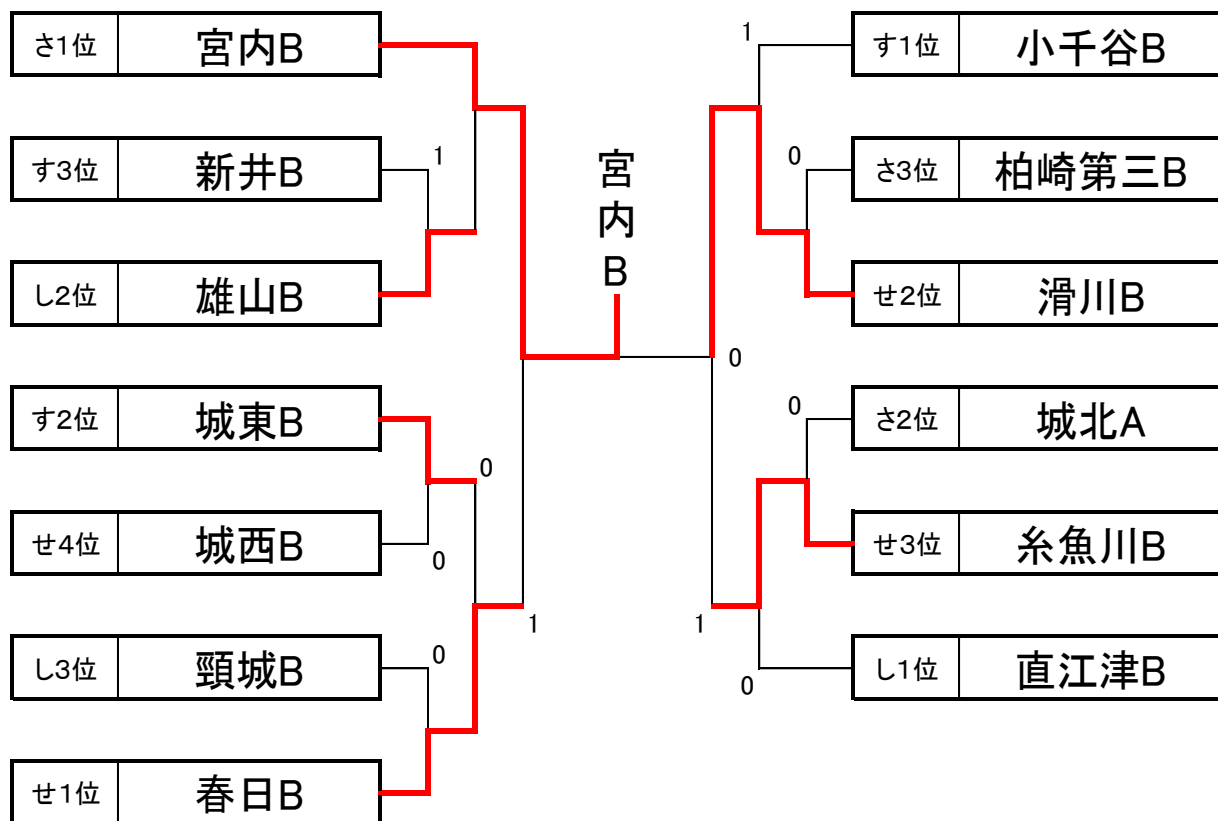 さ1位 宮内B
す3位 新井B
1
し2位 雄山B
す2位 城東B
0
せ4位 城西B
0
し3位 頸城B
0
せ1位 春日B
1
宮内B
1
す1位 小千谷B
0
さ3位 柏崎第三B
せ2位 滑川B
0
0
さ2位 城北A
せ3位 糸魚川B
1
0
し1位 直江津B